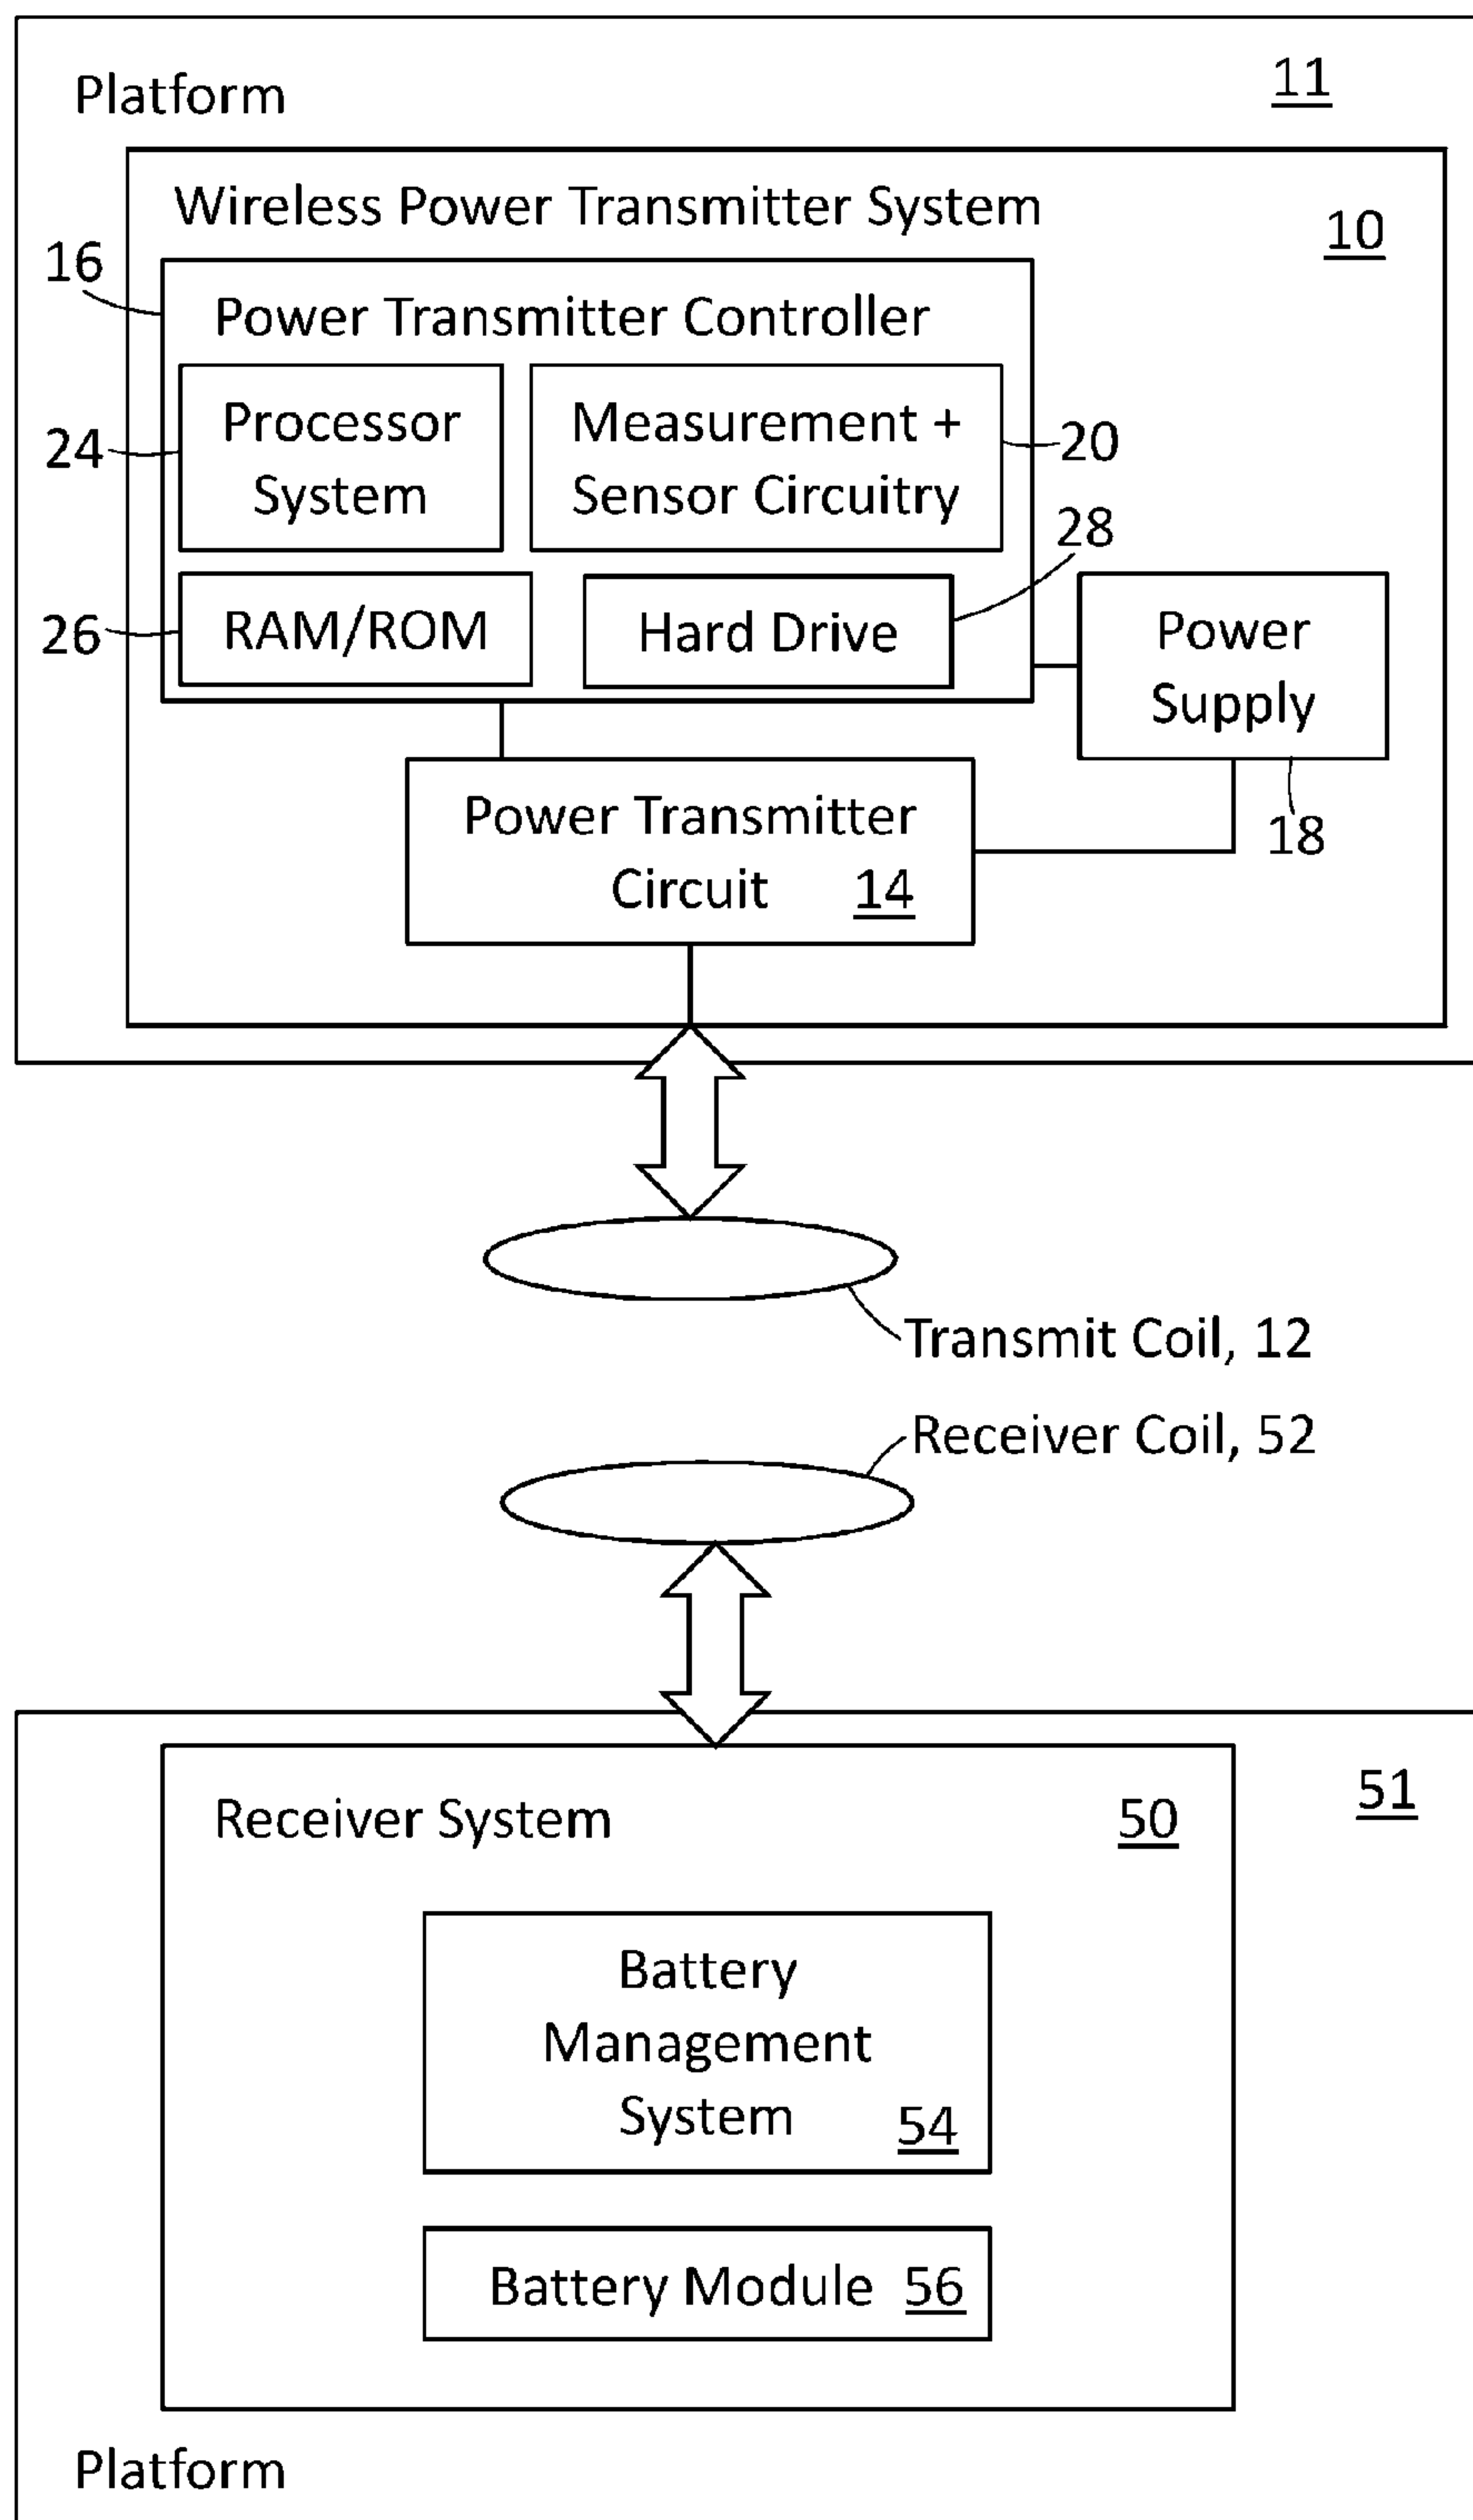 Platform
11
Wireless Power Transmitter System
10
16
Power Transmitter Controller
Processor
System
24
Measurement +
Sensor Circuitry
20
28
RAM/ROM
26
Hard Drive
Power
Supply
18
Power Transmitter
Circuit 14
Transmit Coil, 12
Receiver Coil, 52
51
Receiver System
50
Battery
Management
System 54
Battery Module 56
Platform